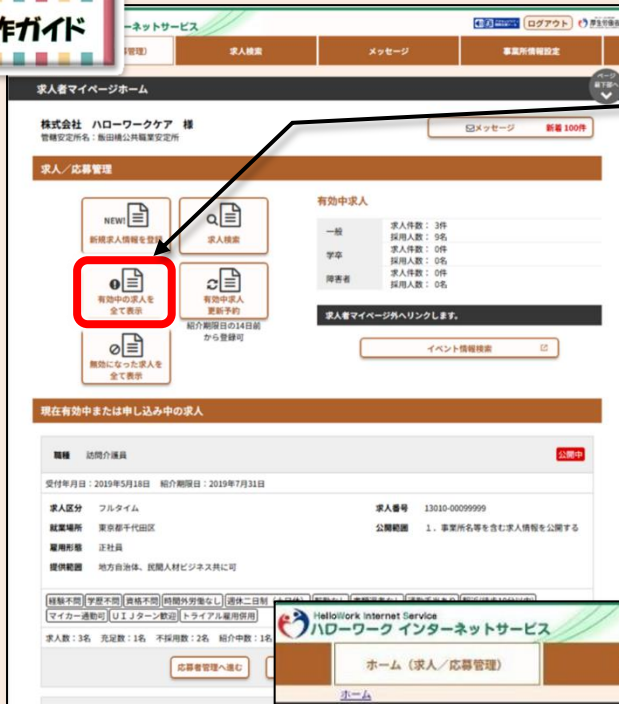 作ガイド
ーネットサービス
ログアウト
管理）
求人検索
メッセージ
事業所情報設定
求人者マイページホーム
ページ
最下部へ
株式会社 ハローワークケア 様
管轄安定所名：飯田橋公共職業安定所
メッセージ 新着 100件
求人／応募管理
NEW!
新規求人情報を登録
求人検索
有効中の求人を
全て表示
有効中求人
更新予約
紹介期限日の14日前
から登録可
無効になった求人を
全て表示
有効中求人
一般
求人件数： 3件
採用人数： 9名
学卒
求人件数： 0件
採用人数： 0名
障害者
求人件数： 0件
採用人数： 0名
求人者マイページ外へリンクします。
イベント情報検索
現在有効中または申し込み中の求人
職種 訪問介護員
公開中
受付年月日：2019年5月18日 紹介期限日：2019年7月31日
求人区分 フルタイム
求人番号 13010-00099999
就業場所 東京都千代田区
公開範囲 1．事業所名等を含む求人情報を公開する
雇用形態 正社員
提供範囲 地方自治体、民間人材ビジネス共に可
経験不問 学歴不問 資格不問 時間外労働なし 週休二日制
マイカー通勤可 ＵＩＪターン歓迎 トライアル雇用併用
求人数：3名 充足数：1名 不採用数：2名 紹介中数：1名
応募者管理へ進む
HelloWork Internet Service
ハローワーク インターネットサービス
ホーム（求人／応募管理）
ホーム